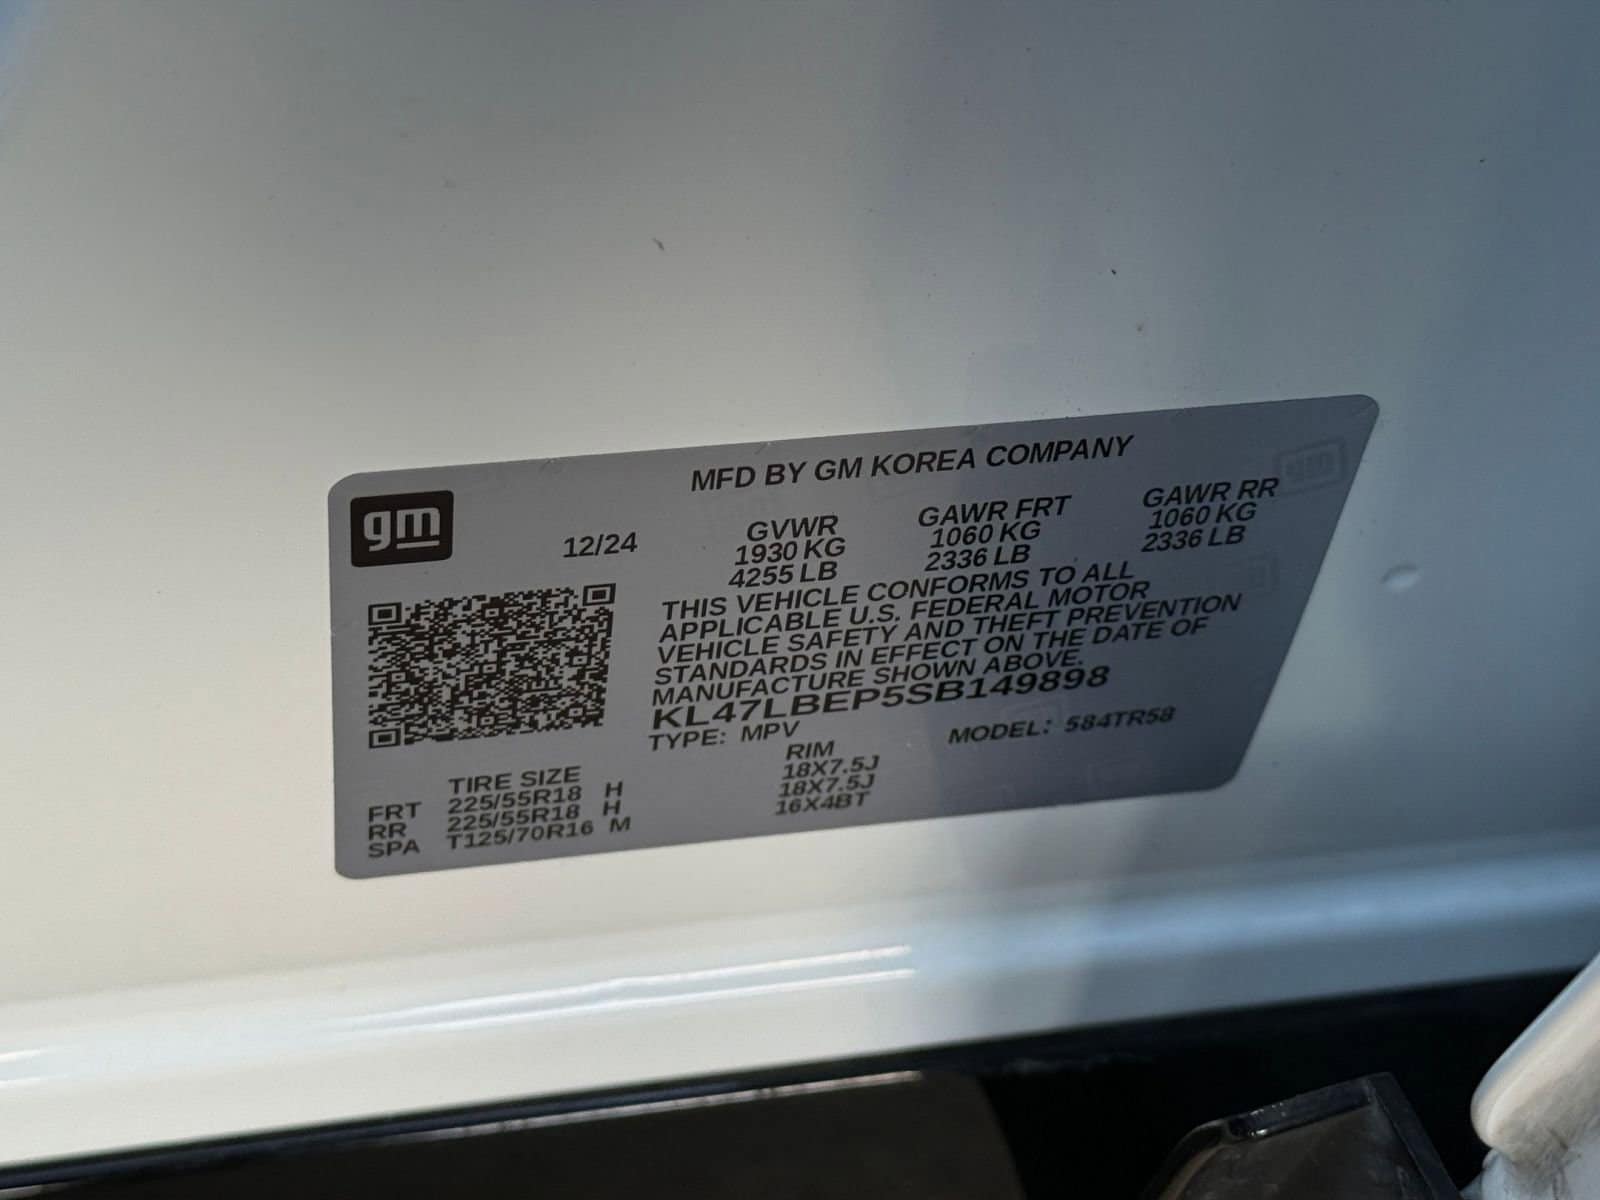 MFD BY GM KOREA COMPANY
gm
12/24
GVWR
1930 KG
4255 LB
GAWR FRT
1060 KG
2336 LB
GAWR RR
1060 KG
2336 LB
THIS VEHICLE CONFORMS TO ALL
APPLICABLE U.S. FEDERAL MOTOR
VEHICLE SAFETY AND THEFT PREVENTION
STANDARDS IN EFFECT ON THE DATE OF
MANUFACTURE SHOWN ABOVE.
KL47LBEP5SB149898
TYPE: MPV MODEL: 584TR58
TIRE SIZE RIM
FRT 225/55R18 H 18X7.5J
RR 225/55R18 H 18X7.5J
SPA T125/70R16 M 16X4BT